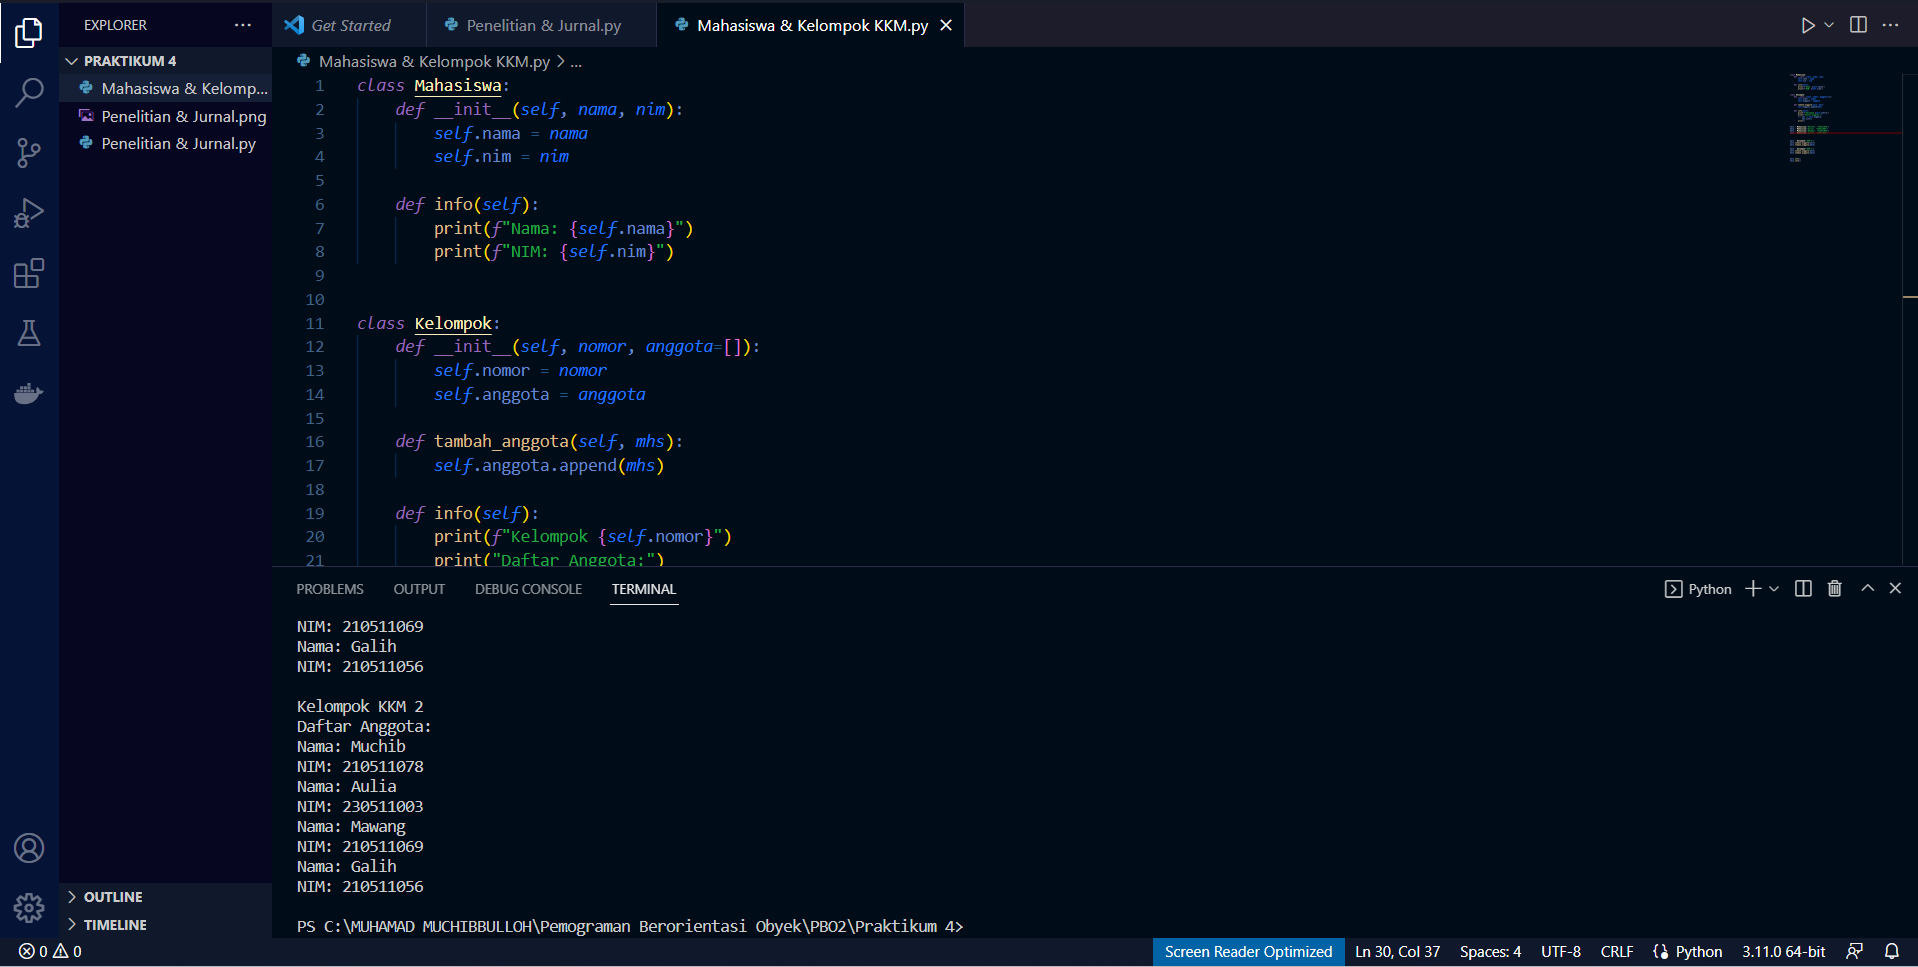 EXPLORER
PRAKTIKUM 4
Mahasiswa & Kelomp...
Penelitian & Jurnal.png
Penelitian & Jurnal.py
OUTLINE
TIMELINE
Get Started
Penelitian & Jurnal.py
Mahasiswa & Kelompok KKM.py
Mahasiswa & Kelompok KKM.py > ...
1 class Mahasiswa:
2     def __init__(self, nama, nim):
3         self.nama = nama
4         self.nim = nim
5
6     def info(self):
7         print(f"Nama: {self.nama}")
8         print(f"NIM: {self.nim}")
9
10
11 class Kelompok:
12     def __init__(self, nomor, anggota=[]):
13         self.nomor = nomor
14         self.anggota = anggota
15
16     def tambah_anggota(self, mhs):
17         self.anggota.append(mhs)
18
19     def info(self):
20         print(f"Kelompok {self.nomor}")
21         print("Daftar Anggota:")
PROBLEMS OUTPUT DEBUG CONSOLE TERMINAL
Python
NIM: 210511069
Nama: Galih
NIM: 210511056
Kelompok KKM 2
Daftar Anggota:
Nama: Muchib
NIM: 210511078
Nama: Aulia
NIM: 230511003
Nama: Mawang
NIM: 210511069
Nama: Galih
NIM: 210511056
PS C:\MUHAMAD MUCHIBBULLOH\Pemograman Berorientasi Obyek\PBO2\Praktikum 4>
0 0 Screen Reader Optimized Ln 30, Col 37 Spaces: 4 UTF-8 CRLF Python 3.11.0 64-bit